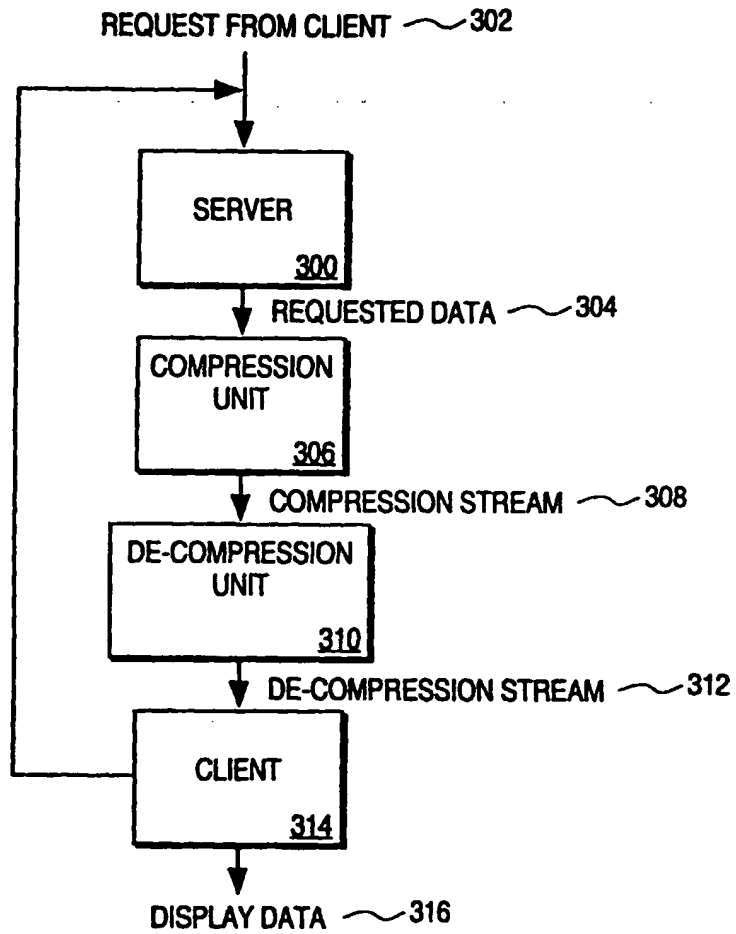 REQUEST FROM CLIENT 302
SERVER
300
REQUESTED DATA 304
COMPRESSION
UNIT
306
COMPRESSION STREAM 308
DE-COMPRESSION
UNIT
310
DE-COMPRESSION STREAM 312
CLIENT
314
DISPLAY DATA 316